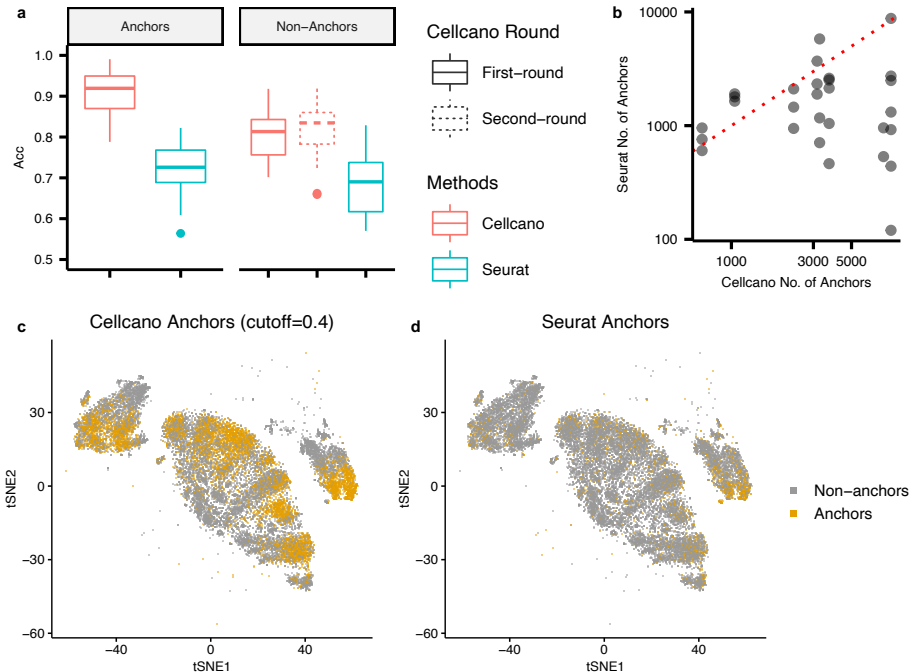 a
Anchors
Non−Anchors
1.0
0.9
0.8
0.7
0.6
0.5
Acc
Cellcano Round
First−round
Second−round
Methods
Cellcano
Seurat
b
10000
1000
100
Seurat No. of Anchors
1000
3000
5000
Cellcano No. of Anchors
c
Cellcano Anchors (cutoff=0.4)
30
0
−30
−60
tSNE2
−40
0
40
tSNE1
d
Seurat Anchors
30
0
−30
−60
tSNE2
−40
0
40
tSNE1
Non−anchors
Anchors